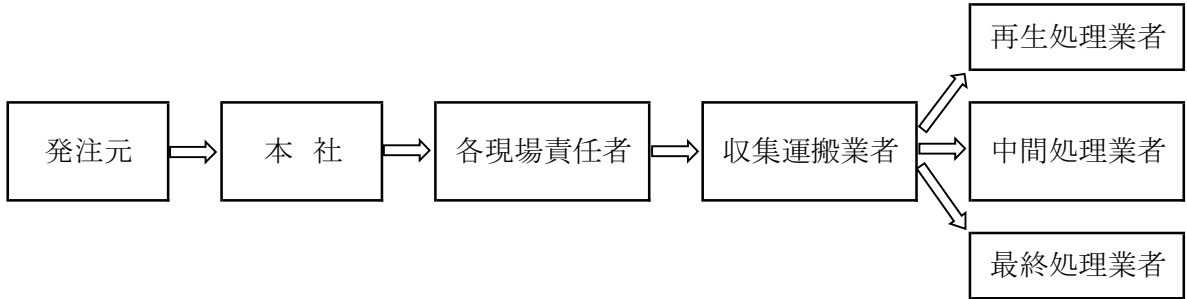 発注元
本 社
各現場責任者
収集運搬業者
再生処理業者
中間処理業者
最終処理業者